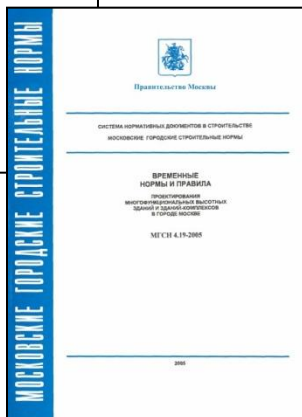 МОСКОВСКИЕ ГОРОДСКИЕ СТРОИТЕЛЬНЫЕ НОРМЫ
Правительство Москвы
СИСТЕМА НОРМАТИВНЫХ ДОКУМЕНТОВ В СТРОИТЕЛЬСТВЕ
МОСКОВСКИЕ ГОРОДСКИЕ СТРОИТЕЛЬНЫЕ НОРМЫ
ВРЕМЕННЫЕ
НОРМЫ И ПРАВИЛА
ПРОЕКТИРОВАНИЯ
МНОГОФУНКЦИОНАЛЬНЫХ ВЫСОТНЫХ
ЗДАНИЙ И ЗДАНИЙ-КОМПЛЕКСОВ
В ГОРОДЕ МОСКВЕ
МГСН 4.19-2005
2005